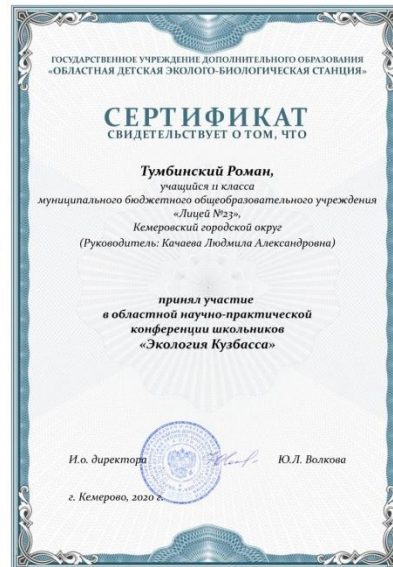 ГОСУДАРСТВЕННОЕ УЧРЕЖДЕНИЕ ДОПОЛНИТЕЛЬНОГО ОБРАЗОВАНИЯ
«ОБЛАСТНАЯ ДЕТСКАЯ ЭКОЛОГО-БИОЛОГИЧЕСКАЯ СТАНЦИЯ»
СЕРТИФИКАТ
СВИДЕТЕЛЬСТВУЕТ О ТОМ, ЧТО
Тумбинский Роман,
учащийся 11 класса
муниципального бюджетного общеобразовательного учреждения
«Лицей №23»,
Кемеровский городской округ
(Руководитель: Качаева Людмила Александровна)
принял участие
в областной научно-практической
конференции школьников
«Экология Кузбасса»
И.о. директора Ю.Л. Волкова
г. Кемерово, 2020 г.